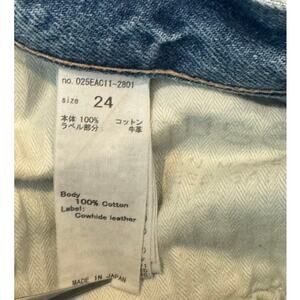 no. 025EAC11-2801
size 24
本体 100% コットン
ラベル部分: 牛革
Body
100% Cotton
Label:
Cowhide leather
MADE IN JAPAN